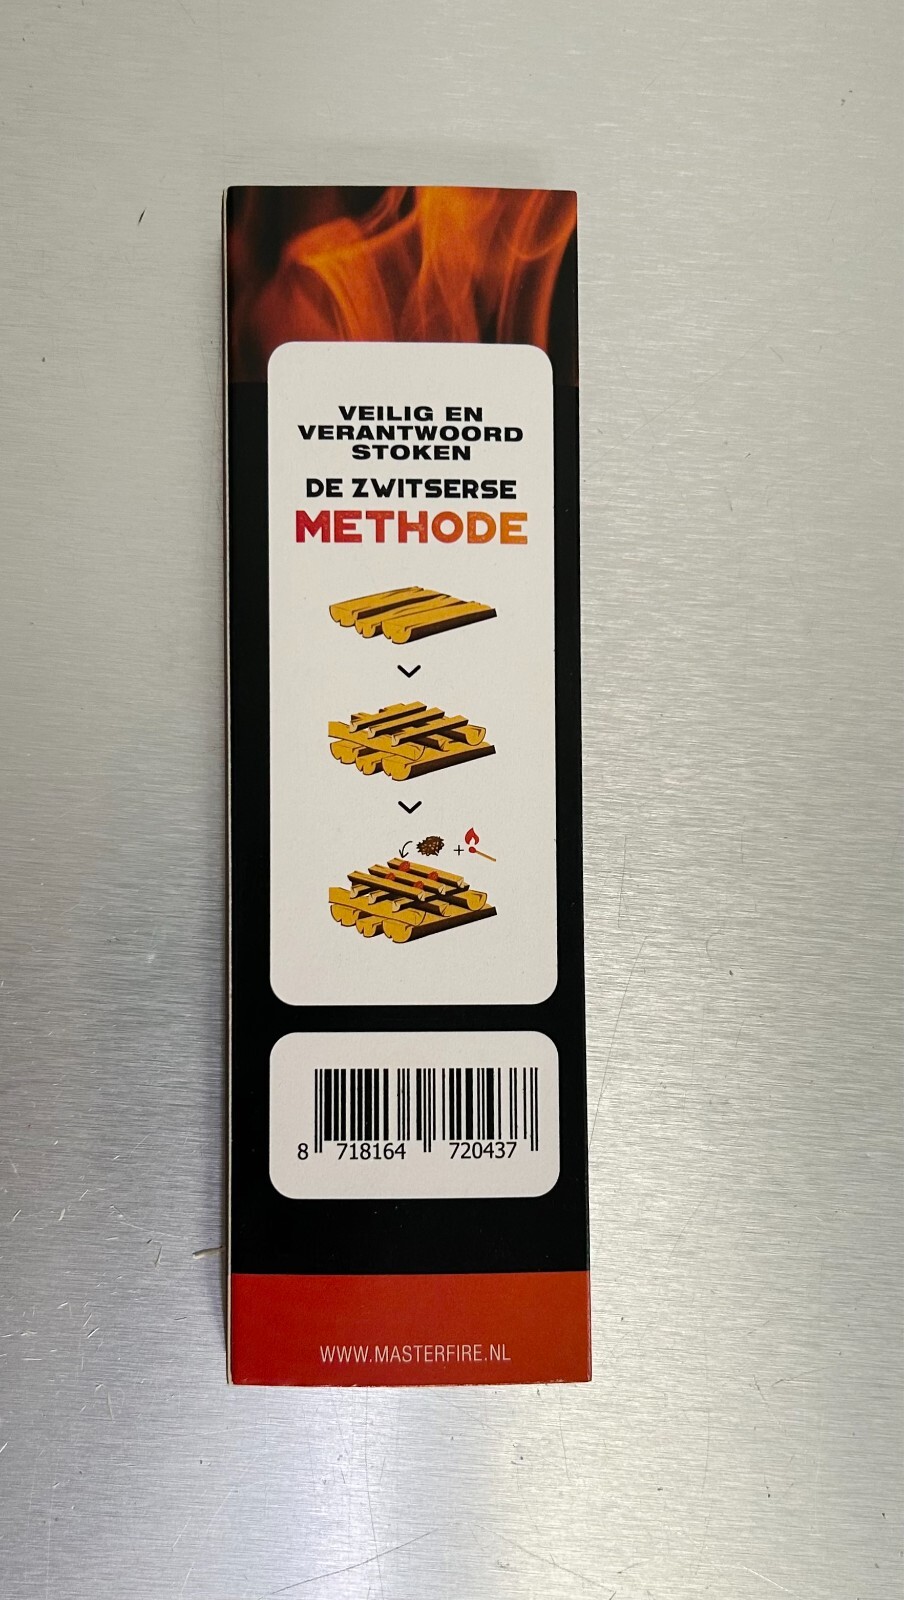 VEILIG EN
VERANTWOORD
STOKEN
DE ZWITSERSE
METHODE
+
8 718164 720437
WWW.MASTERFIRE.NL